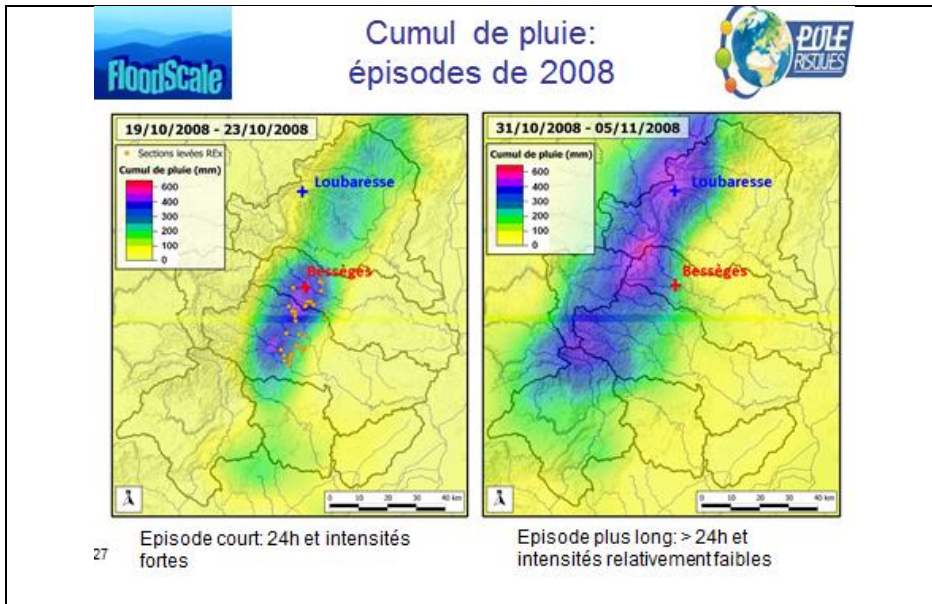 FloodScale
Cumul de pluie:
épisodes de 2008
POLE
RISQUES
19/10/2008 - 23/10/2008
Sections levées REx
Cumul de pluie (mm)
600
400
300
200
100
0
Loubaresse
Bessèges
0 10 20 30 40 km
31/10/2008 - 05/11/2008
Cumul de pluie (mm)
600
400
300
200
100
0
Loubaresse
Bessèges
0 10 20 30 40 km
Episode court: 24h et intensités
fortes
Episode plus long: > 24h et
intensités relativement faibles
27